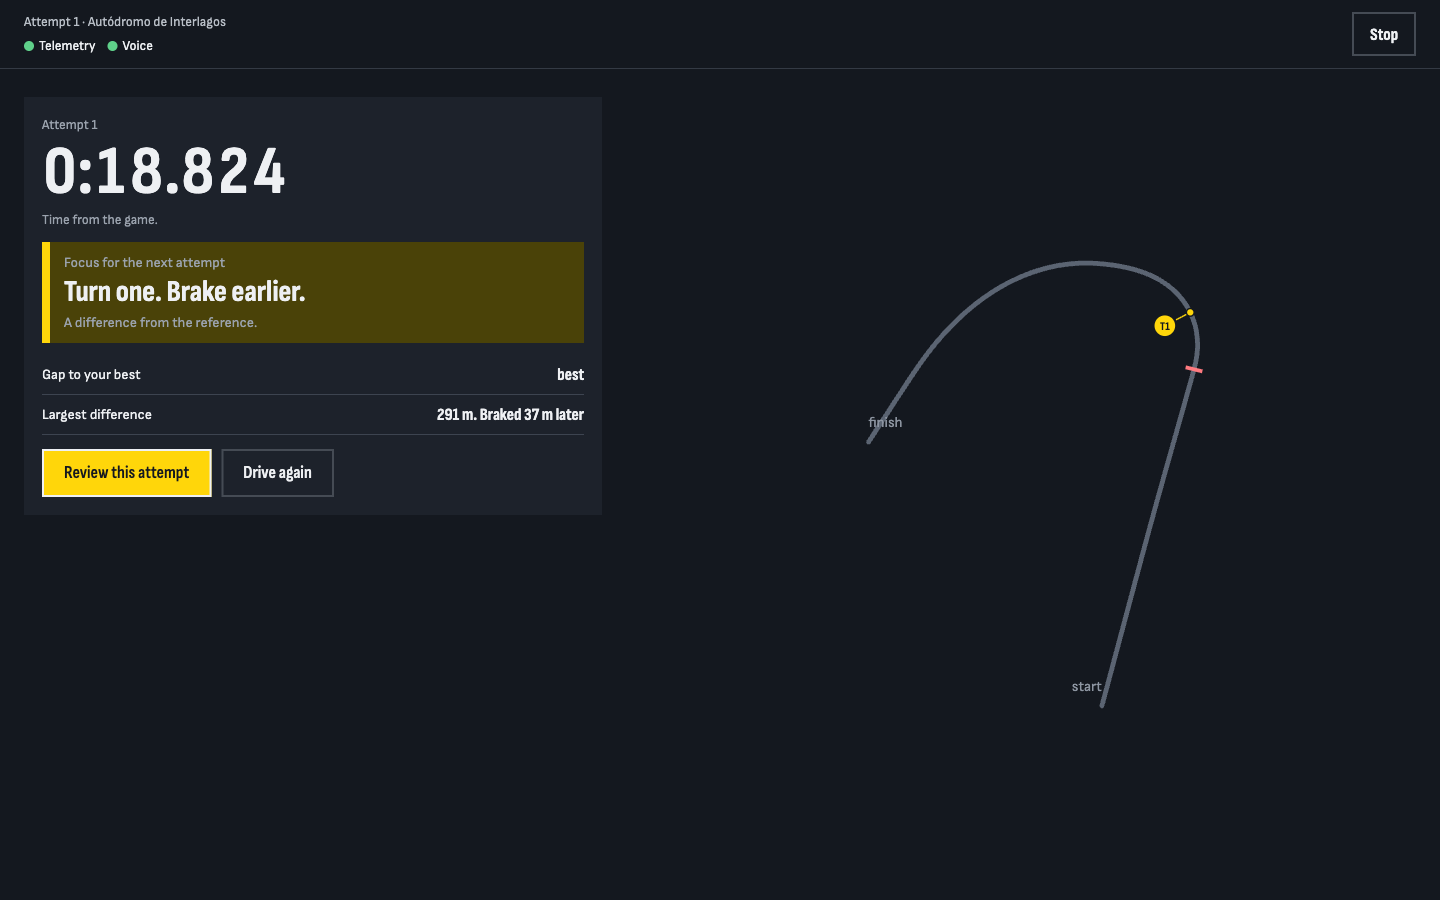 Attempt 1 · Autódromo de Interlagos
Telemetry Voice
Stop
Attempt 1
0:18.824
Time from the game.
Focus for the next attempt
Turn one. Brake earlier.
A difference from the reference.
Gap to your best best
Largest difference 291 m. Braked 37 m later
Review this attempt Drive again
T1
finish
start